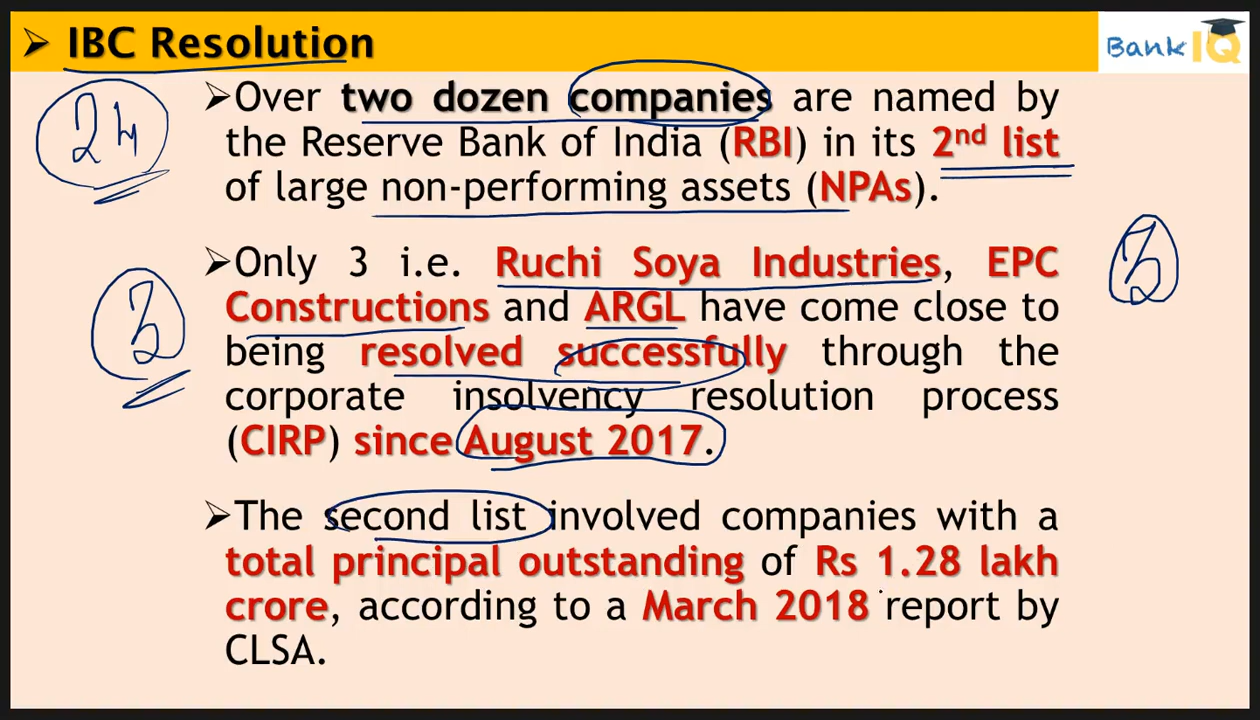 ➢ IBC Resolution
Bank IQ
24
➢Over two dozen companies are named by
the Reserve Bank of India (RBI) in its 2nd list
of large non-performing assets (NPAs).
3
➢Only 3 i.e. Ruchi Soya Industries, EPC
Constructions and ARGL have come close to
3
being resolved successfully through the
corporate insolvency resolution process
(CIRP) since August 2017.
➢The second list involved companies with a
total principal outstanding of Rs 1.28 lakh
crore, according to a March 2018 report by
CLSA.